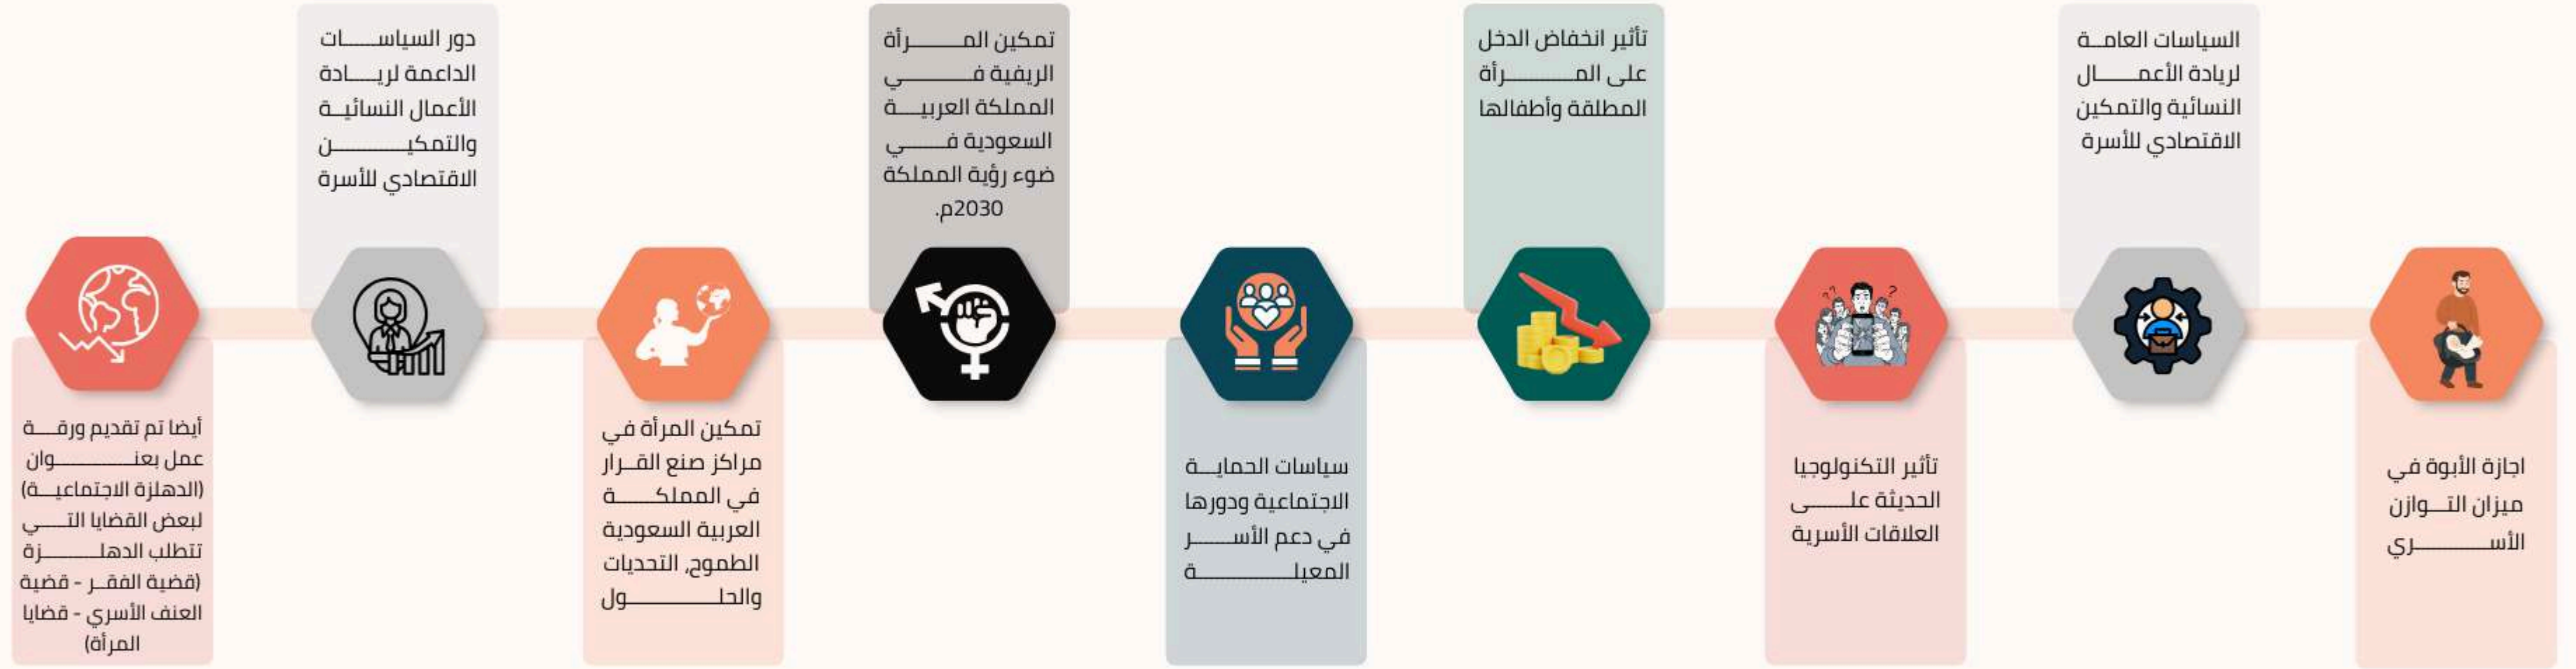 اجازة الأبوة في
ميزان التوازن
الأسري
السياسات العامة
لريادة الأعمال
النسائية والتمكين
الاقتصادي للأسرة
تأثير التكنولوجيا
الحديثة على
العلاقات الأسرية
تأثير انخفاض الدخل
على المرأة
المطلقة وأطفالها
سياسات الحماية
الاجتماعية ودورها
في دعم الأسر
المعيلة
تمكين المرأة
الريفية في
المملكة العربية
السعودية في
ضوء رؤية المملكة
2030م.
تمكين المرأة في
مراكز صنع القرار
في المملكة
العربية السعودية
الطموح، التحديات
والحلول
دور السياسات
الداعمة لريادة
الأعمال النسائية
والتمكين
الاقتصادي للأسرة
أيضا تم تقديم ورقة
عمل بعنوان
(الدهلزة الاجتماعية)
لبعض القضايا التي
تتطلب الدهلزة
(قضية الفقر - قضية
العنف الأسري - قضايا
المرأة)